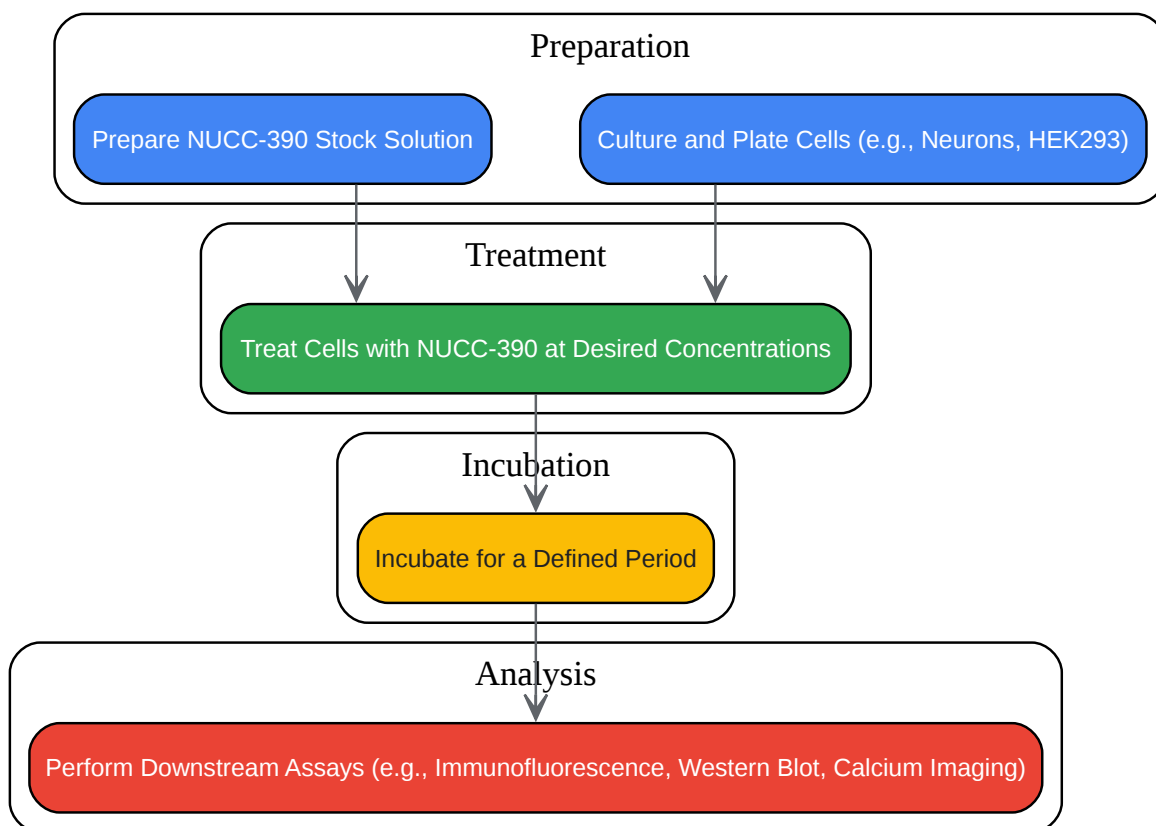 Preparation
Prepare NUCC-390 Stock Solution
Culture and Plate Cells (e.g., Neurons, HEK293)
Treatment
Treat Cells with NUCC-390 at Desired Concentrations
Incubation
Incubate for a Defined Period
Analysis
Perform Downstream Assays (e.g., Immunofluorescence, Western Blot, Calcium Imaging)